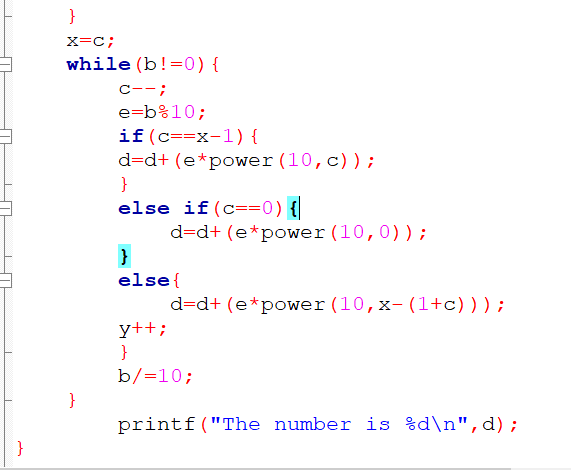 }
x=c;
while(b!=0){
c--;
e=b%10;
if(c==x-1){
d=d+(e*power(10,c));
}
else if(c==0){
d=d+(e*power(10,0));
}
else{
d=d+(e*power(10,x-(1+c)));
y++;
}
b/=10;
}
printf("The number is %d\n",d);
}